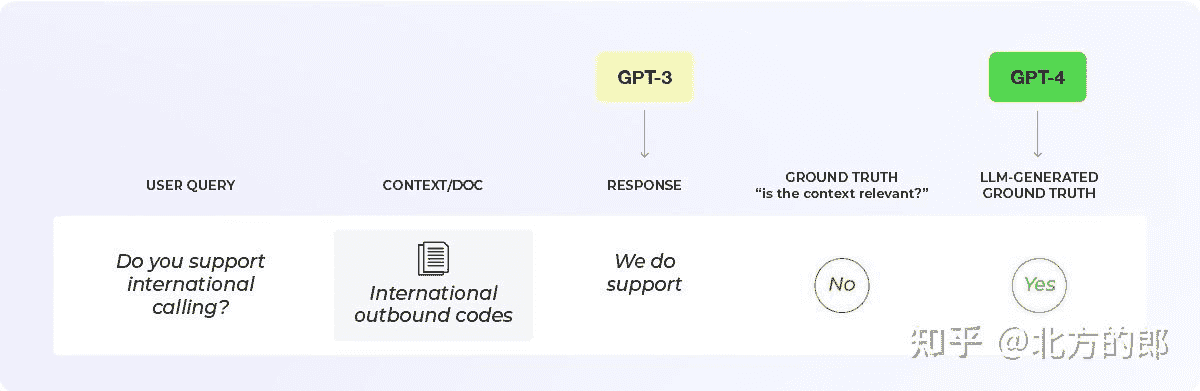 GPT-3
GPT-4
USER QUERY
CONTEXT/DOC
RESPONSE
GROUND TRUTH
“is the context relevant?”
LLM-GENERATED
GROUND TRUTH
Do you support
international
calling?
International
outbound codes
We do
support
No
Yes
知乎 @北方的郎